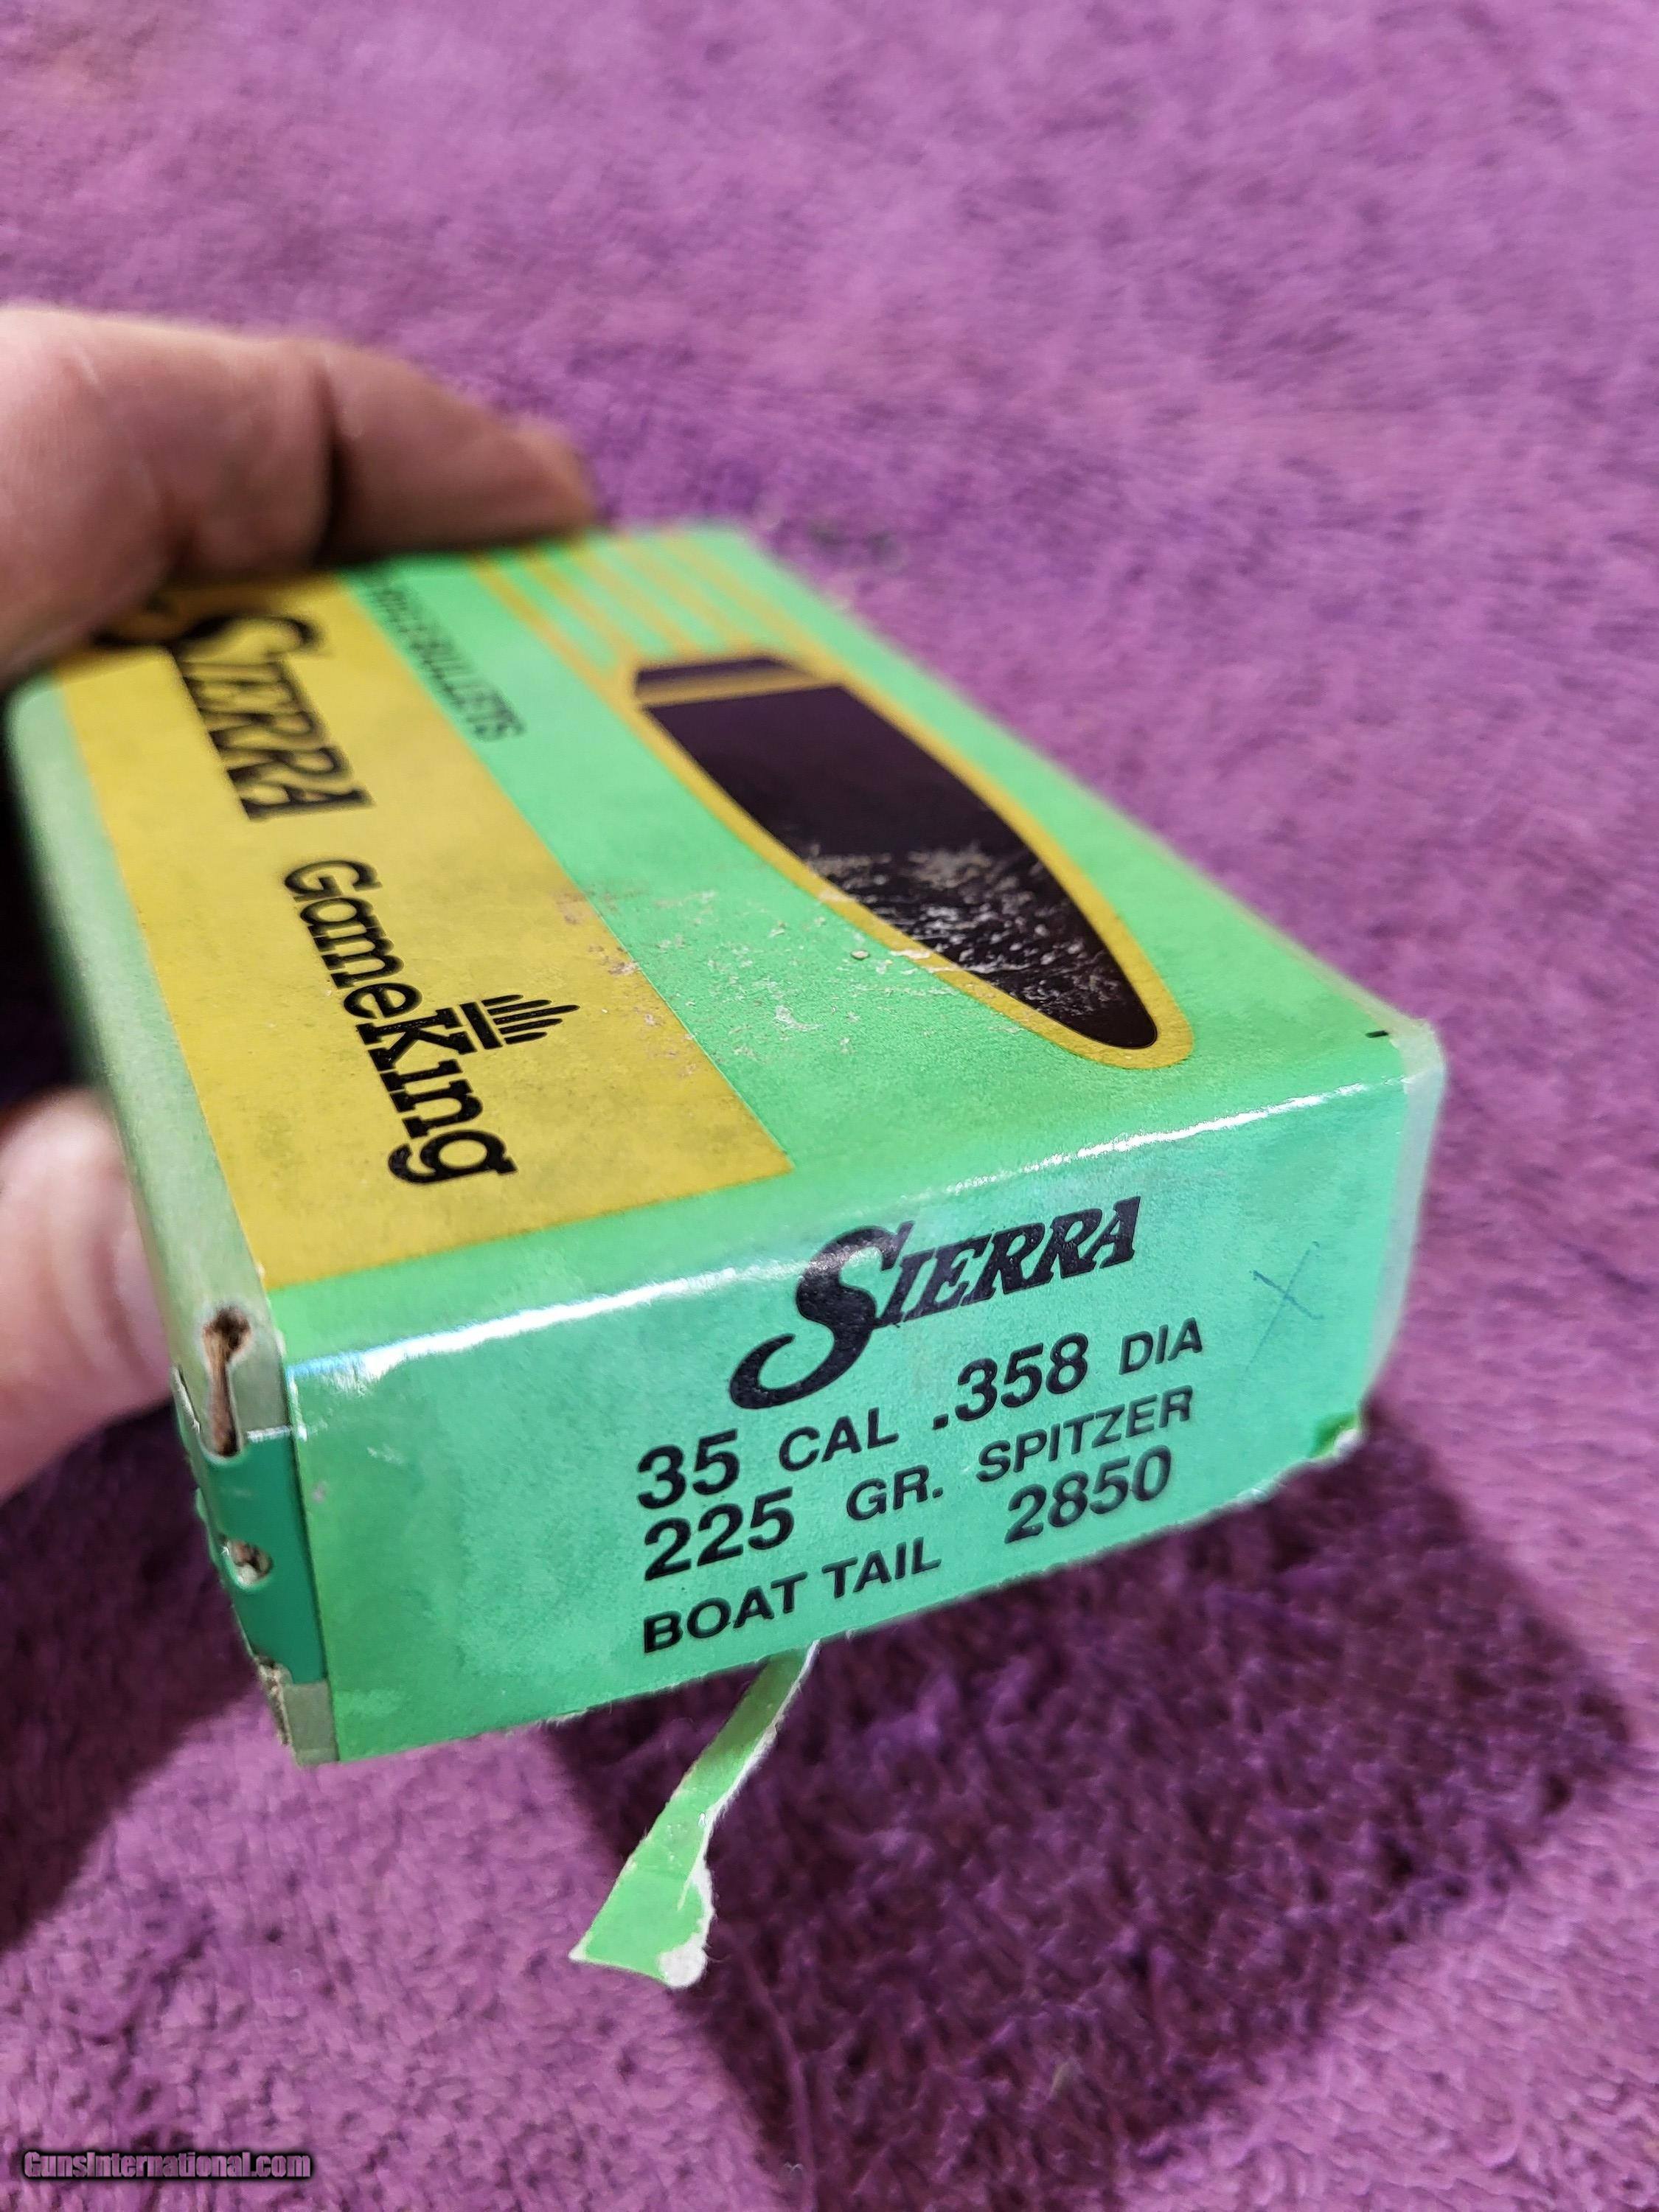 SIERRA GameKing
BULLETS
SIERRA
35 CAL .358 DIA
225 GR. SPITZER
BOAT TAIL 2850
X
GunsInternational.com